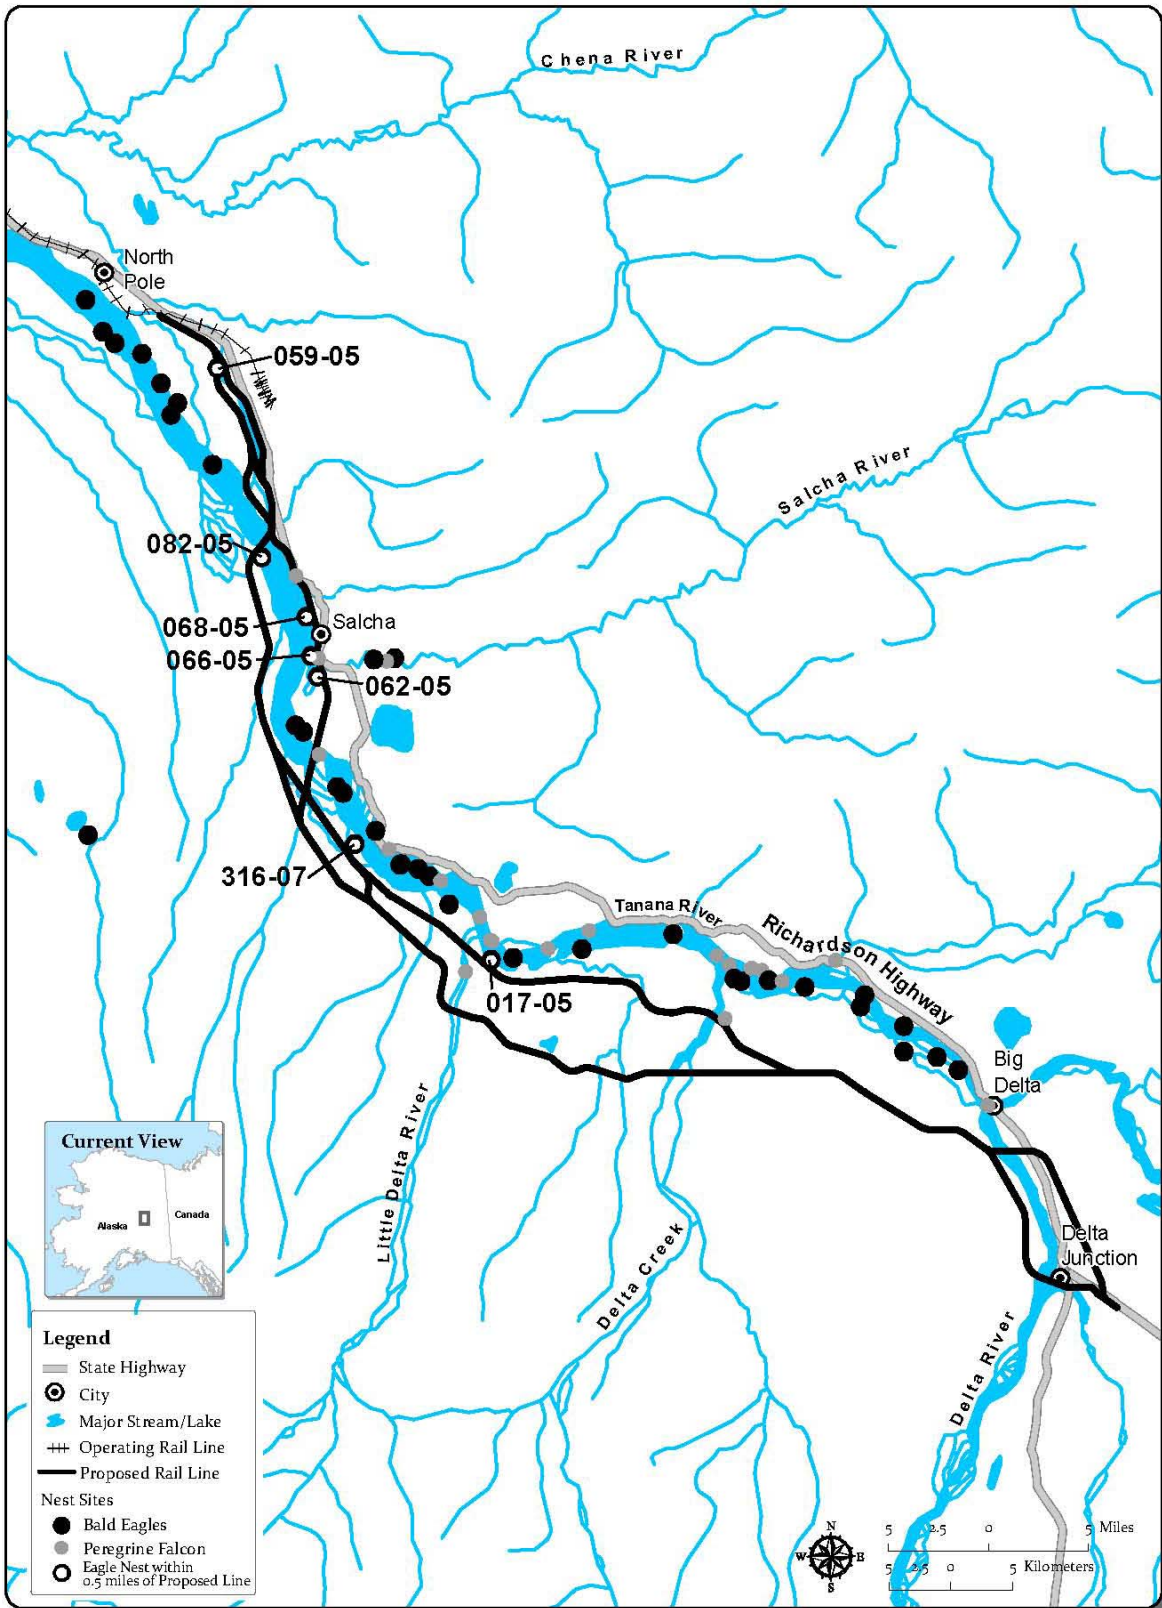 Chena River
North
Pole
059-05
Salcha River
082-05
068-05
Salcha
066-05
062-05
316-07
Tanana River
Richardson Highway
017-05
Big
Delta
Little Delta River
Delta Creek
Delta
Junction
Delta River
Current View
Alaska
Canada
Legend
State Highway
City
Major Stream/Lake
Operating Rail Line
Proposed Rail Line
Nest Sites
Bald Eagles
Peregrine Falcon
Eagle Nest within
0.5 miles of Proposed Line
N
W E
S
5 2.5 0 5 Miles
5 2.5 0 5 Kilometers